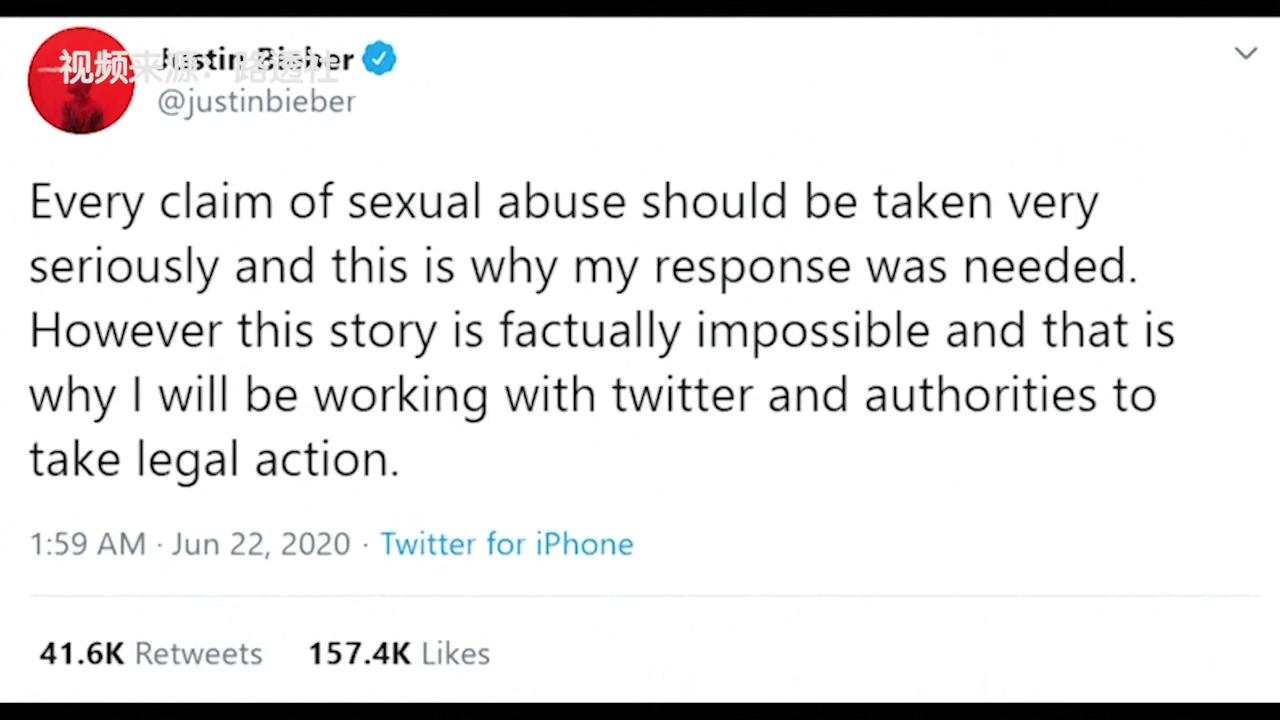 视频来源：路透社
Justin Bieber
@justinbieber
Every claim of sexual abuse should be taken very
seriously and this is why my response was needed.
However this story is factually impossible and that is
why I will be working with twitter and authorities to
take legal action.
1:59 AM · Jun 22, 2020 · Twitter for iPhone
41.6K Retweets 157.4K Likes